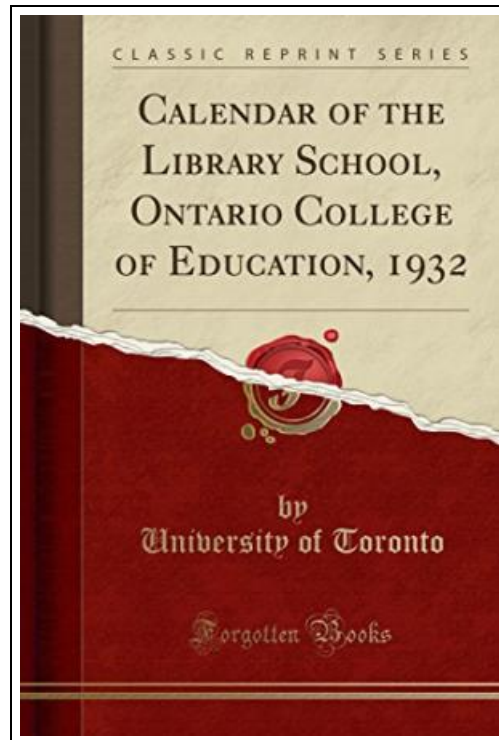 CLASSIC REPRINT SERIES
CALENDAR OF THE
LIBRARY SCHOOL,
ONTARIO COLLEGE
OF EDUCATION, 1932
by
University of Toronto
Forgotten Books